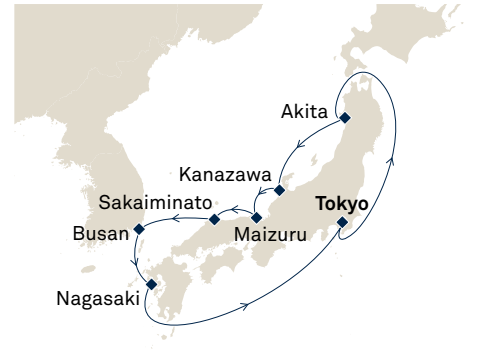 Akita
Kanazawa
Sakaiminato
Tokyo
Busan
Maizuru
Nagasaki